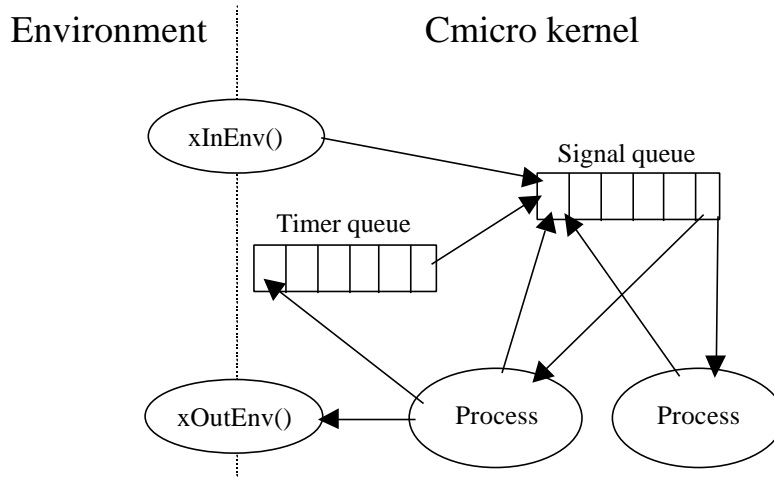 Environment
Cmicro kernel
xInEnv()
Signal queue
Timer queue
xOutEnv()
Process
Process